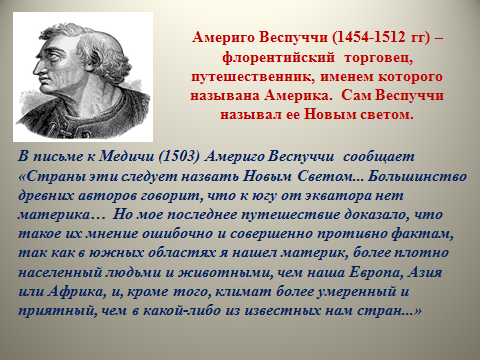 Америго Веспуччи (1454-1512 гг) –
флорентийский торговец,
путешественник, именем которого
называна Америка. Сам Веспуччи
называл ее Новым светом.
В письме к Медичи (1503) Америго Веспуччи сообщает
«Страны эти следует назвать Новым Светом... Большинство
древних авторов говорит, что к югу от экватора нет
материка… Но мое последнее путешествие доказало, что
такое их мнение ошибочно и совершенно противно фактам,
так как в южных областях я нашел материк, более плотно
населенный людьми и животными, чем наша Европа, Азия
или Африка, и, кроме того, климат более умеренный и
приятный, чем в какой-либо из известных нам стран...»